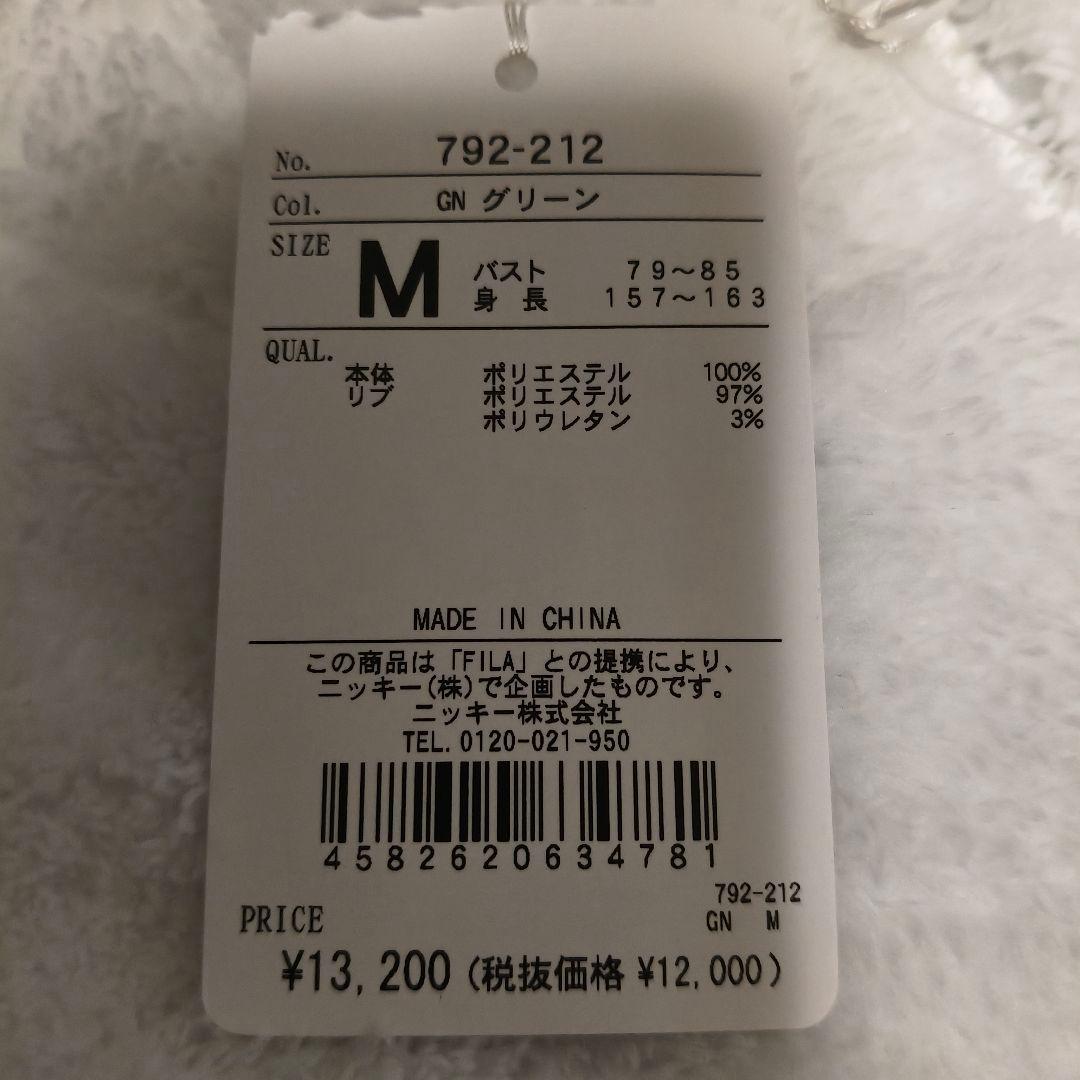 No. 792-212
Col. GN グリーン
SIZE M バスト 79～85
身長 157～163
QUAL.
本体 ポリエステル 100%
リブ ポリエステル 97%
ポリウレタン 3%
MADE IN CHINA
この商品は「FILA」との提携により、
ニッキー(株)で企画したものです。
ニッキー株式会社
TEL. 0120-021-950
4582620634781
792-212
GN M
PRICE
¥13,200 (税抜価格 ¥12,000)